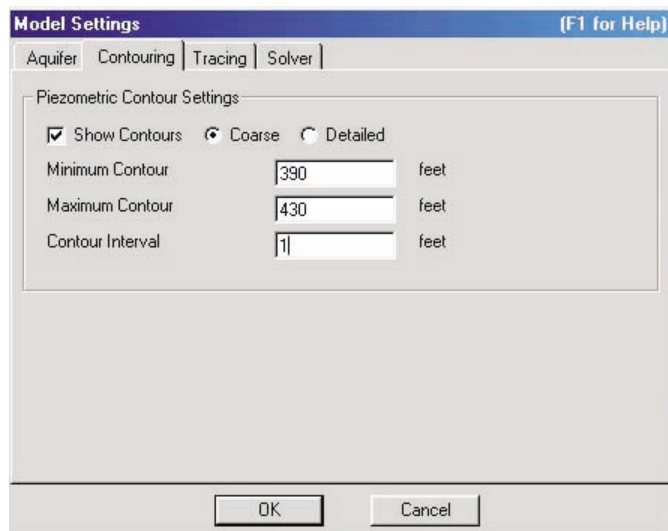 Model Settings (F1 for Help)
Aquifer Contouring Tracing Solver
Piezometric Contour Settings
Show Contours Coarse Detailed
Minimum Contour 390 feet
Maximum Contour 430 feet
Contour Interval 1 feet
OK Cancel